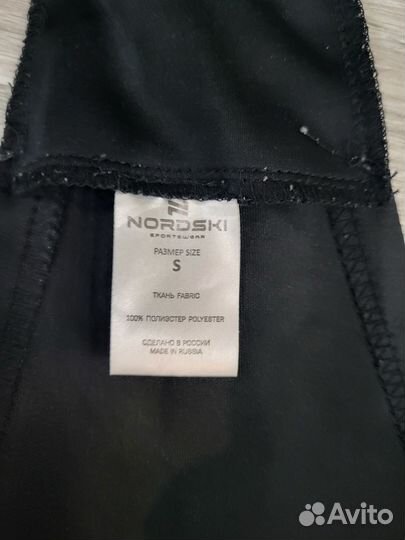 NORDSKI
SPORTSWEAR
РАЗМЕР SIZE
S
ТКАНЬ FABRIC
100% ПОЛИЭСТЕР POLYESTER
СДЕЛАНО В РОССИИ
MADE IN RUSSIA
Avito